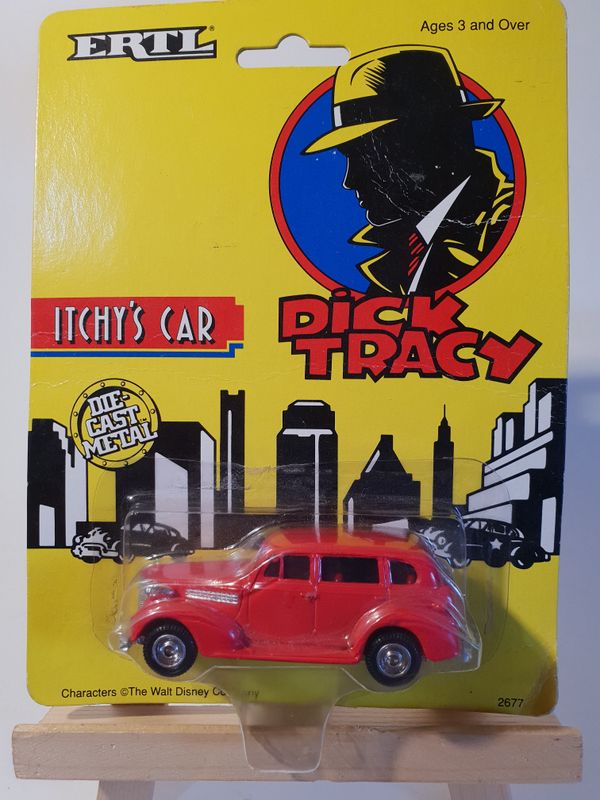 ERTL®
Ages 3 and Over
ITCHY'S CAR
DICK
TRACY
DIE-
CAST
METAL
Characters ©The Walt Disney Company
2677